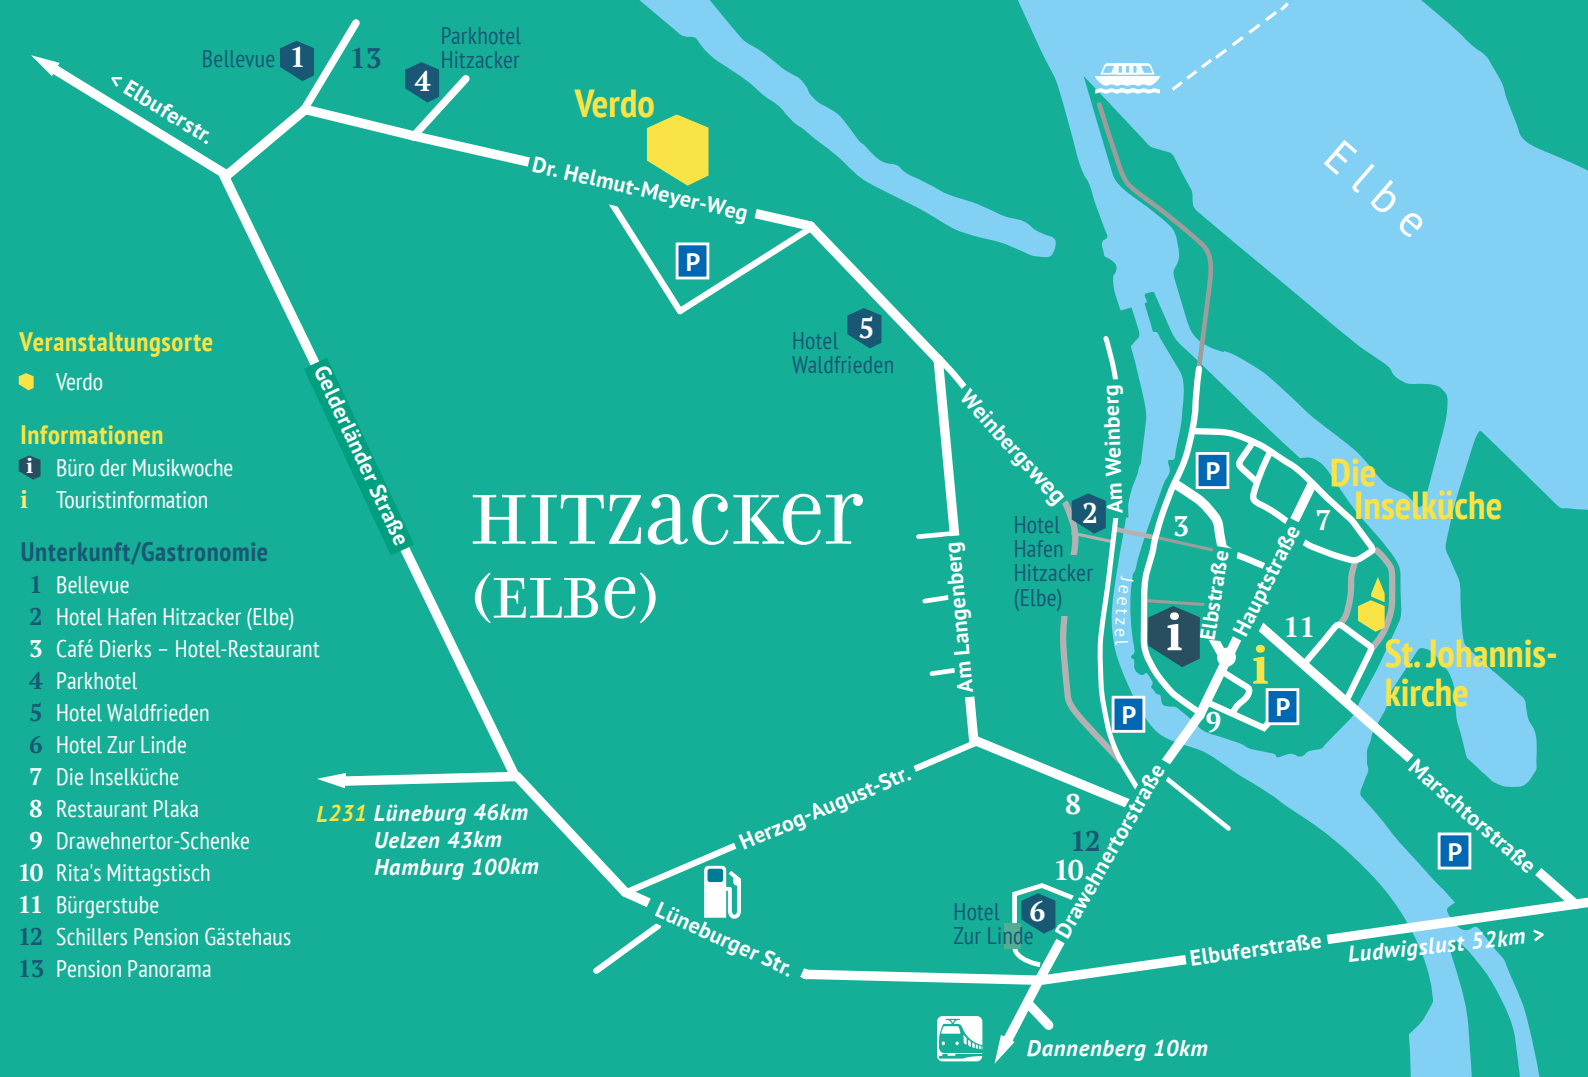 Bellevue
1
13
Parkhotel
Hitzacker
4
< Elbuferstr.
Verdo
Dr. Helmut-Meyer-Weg
P
Elbe
5
Hotel
Waldfrieden
Veranstaltungsorte
Verdo
Informationen
i Büro der Musikwoche
i Touristinformation
Unterkunft/Gastronomie
1 Bellevue
2 Hotel Hafen Hitzacker (Elbe)
3 Café Dierks – Hotel-Restaurant
4 Parkhotel
5 Hotel Waldfrieden
6 Hotel Zur Linde
7 Die Inselküche
8 Restaurant Plaka
9 Drawehnertor-Schenke
10 Rita's Mittagstisch
11 Bürgerstube
12 Schillers Pension Gästehaus
13 Pension Panorama
Gelderländer Straße
HITZACKER
(ELBE)
Weinbergsweg
Am Weinberg
2
Hotel
Hafen
Hitzacker
(Elbe)
Am Langenberg
Jeetzel
P
3
7
Die
Inselküche
Elbstraße
Hauptstraße
i
i
11
St. Johannis-
kirche
P
P
9
Marschtorstraße
P
L231 Lüneburg 46km
Uelzen 43km
Hamburg 100km
Herzog-August-Str.
8
12
10
Drawehnertorstraße
6
Hotel
Zur Linde
Lüneburger Str.
Elbuferstraße
Ludwigslust 52km >
Dannenberg 10km